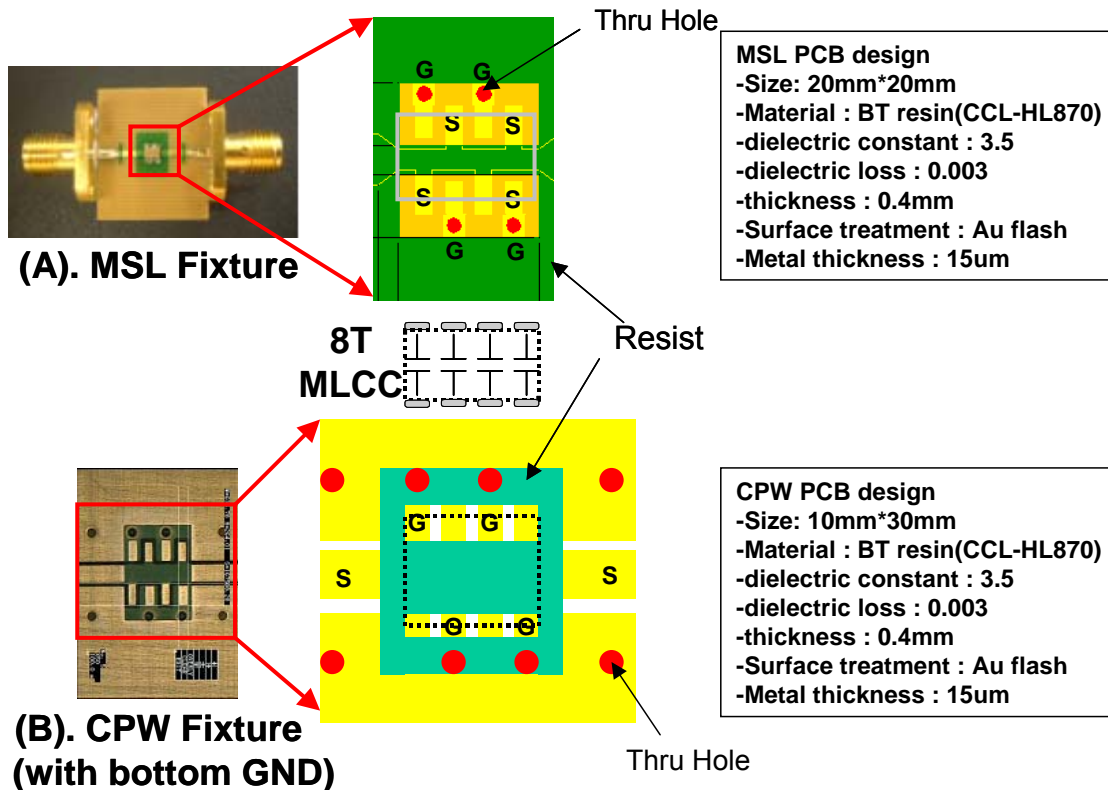 Thru Hole
G G
S S
S S
G G
(A). MSL Fixture
MSL PCB design
-Size: 20mm*20mm
-Material : BT resin(CCL-HL870)
-dielectric constant : 3.5
-dielectric loss : 0.003
-thickness : 0.4mm
-Surface treatment : Au flash
-Metal thickness : 15um
8T
MLCC
Resist
G G
S S
G G
(B). CPW Fixture
(with bottom GND)
CPW PCB design
-Size: 10mm*30mm
-Material : BT resin(CCL-HL870)
-dielectric constant : 3.5
-dielectric loss : 0.003
-thickness : 0.4mm
-Surface treatment : Au flash
-Metal thickness : 15um
Thru Hole